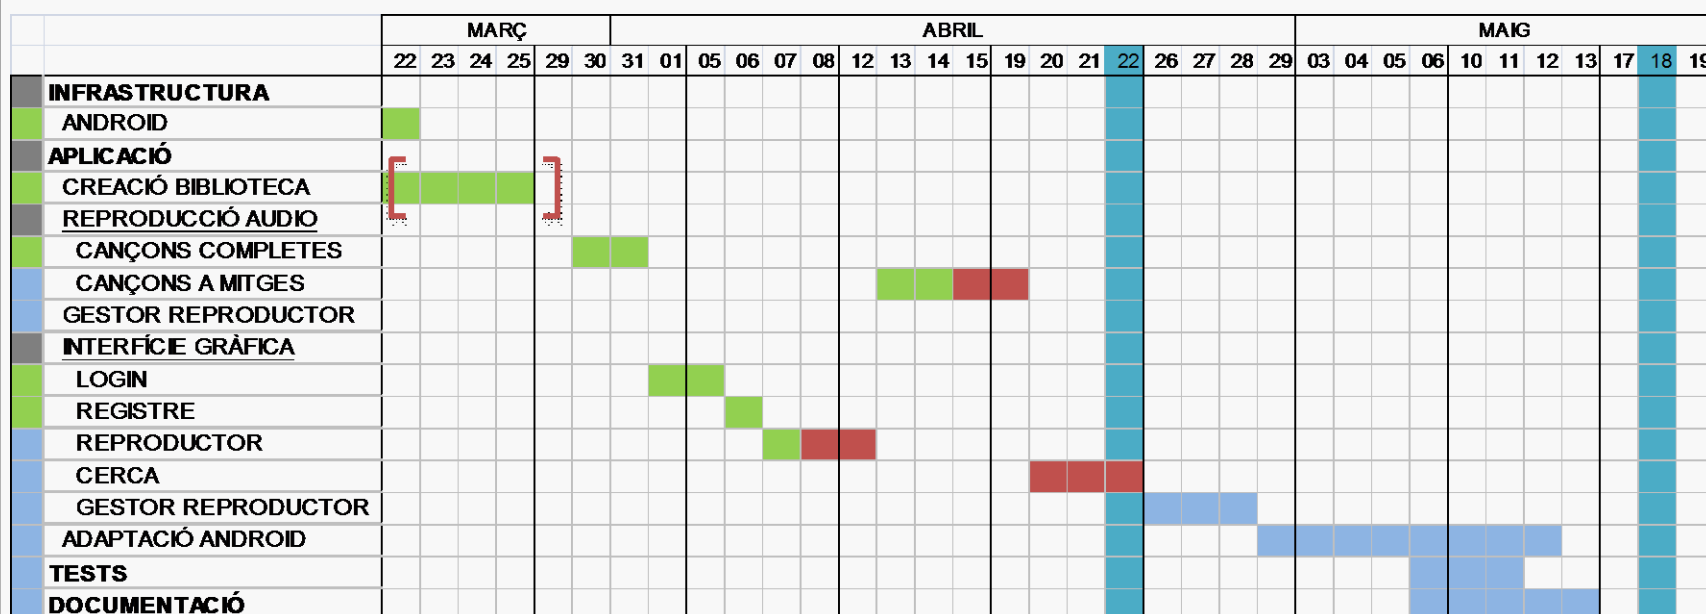 MARÇ ABRIL MAIG
22 23 24 25 29 30 31 01 05 06 07 08 12 13 14 15 19 20 21 22 26 27 28 29 03 04 05 06 10 11 12 13 17 18 19
INFRASTRUCTURA
ANDROID
APLICACIÓ
CREACIÓ BIBLIOTECA
REPRODUCCIÓ AUDIO
CANÇONS COMPLETES
CANÇONS A MITGES
GESTOR REPRODUCTOR
INTERFÍCIE GRÀFICA
LOGIN
REGISTRE
REPRODUCTOR
CERCA
GESTOR REPRODUCTOR
ADAPTACIÓ ANDROID
TESTS
DOCUMENTACIÓ